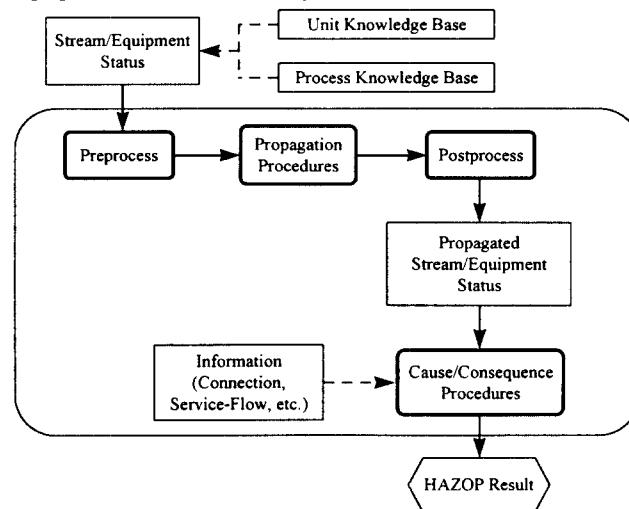 Stream/Equipment
Status
Unit Knowledge Base
Process Knowledge Base
Preprocess
Propagation
Procedures
Postprocess
Propagated
Stream/Equipment
Status
Information
(Connection,
Service-Flow, etc.)
Cause/Consequence
Procedures
HAZOP Result